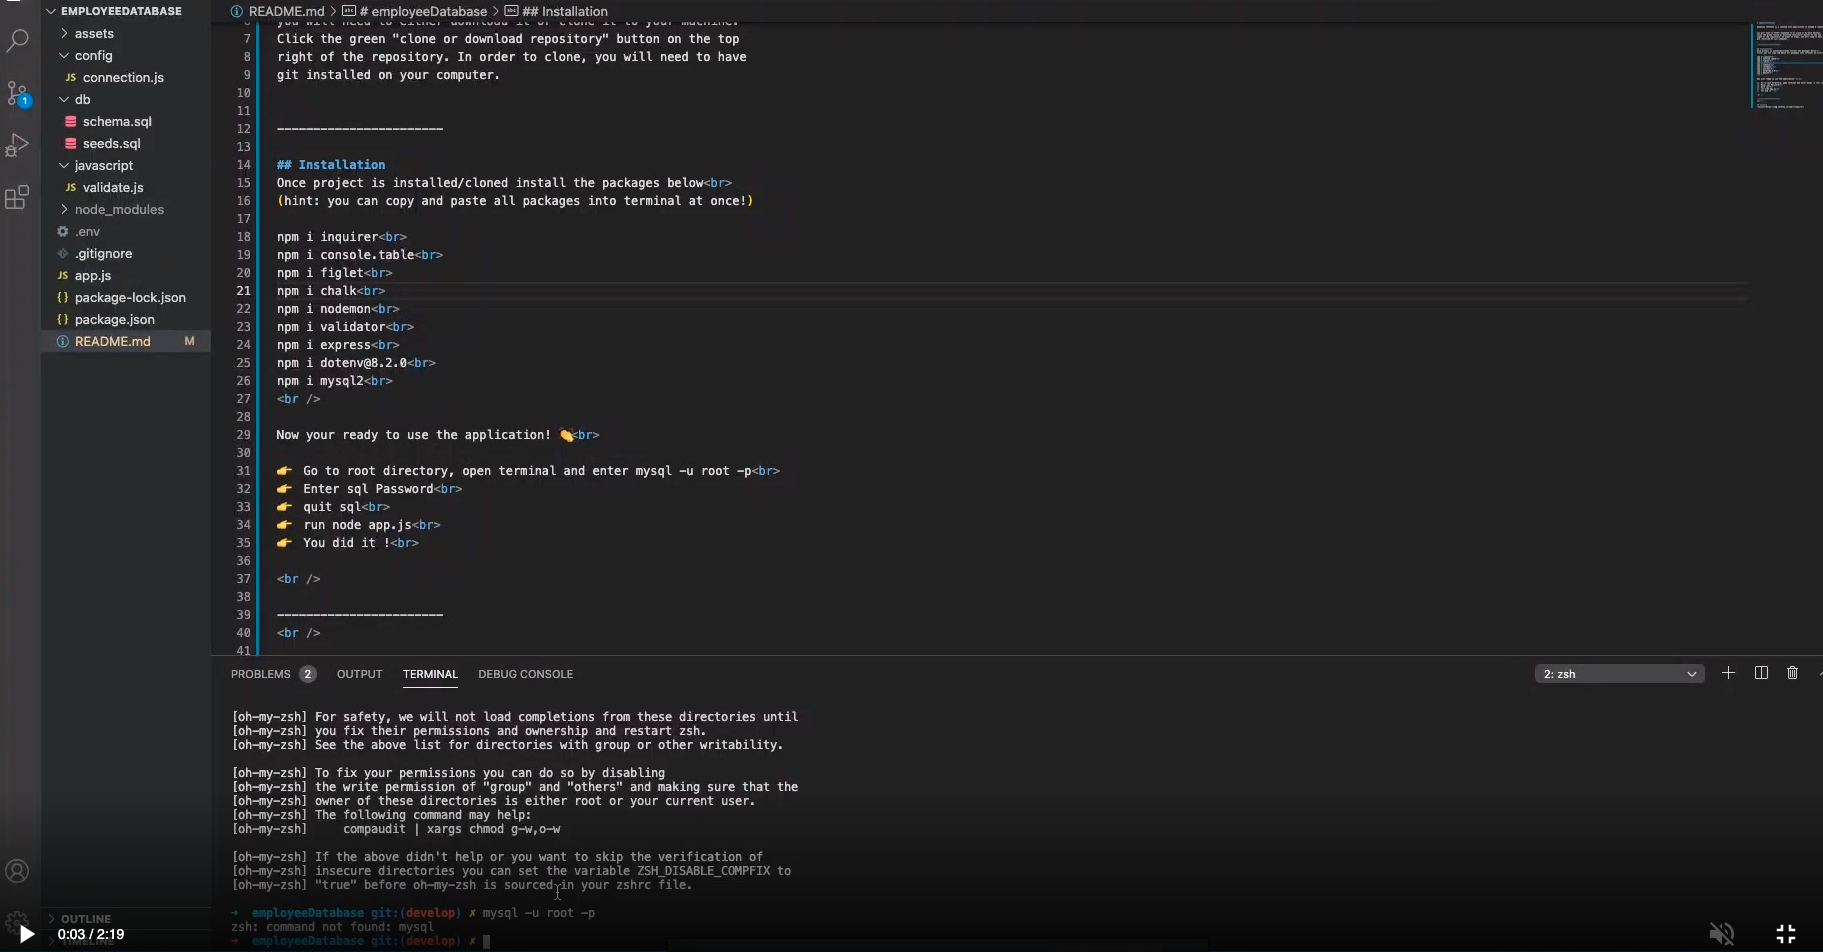 EMPLOYEEDATABASE
assets
config
JS connection.js
db
schema.sql
seeds.sql
javascript
JS validate.js
node_modules
.env
.gitignore
JS app.js
{} package-lock.json
{} package.json
README.md M
1
README.md > # employeeDatabase > ## Installation
6 you will need to either download it or clone it to your machine.
7 Click the green "clone or download repository" button on the top
8 right of the repository. In order to clone, you will need to have
9 git installed on your computer.
10
11
12 -----------------------
13
14 ## Installation
15 Once project is installed/cloned install the packages below<br>
16 (hint: you can copy and paste all packages into terminal at once!)
17
18 npm i inquirer<br>
19 npm i console.table<br>
20 npm i figlet<br>
21 npm i chalk<br>
22 npm i nodemon<br>
23 npm i validator<br>
24 npm i express<br>
25 npm i dotenv@8.2.0<br>
26 npm i mysql2<br>
27 <br />
28
29 Now your ready to use the application! 👏<br>
30
31 👉 Go to root directory, open terminal and enter mysql -u root -p<br>
32 👉 Enter sql Password<br>
33 👉 quit sql<br>
34 👉 run node app.js<br>
35 👉 You did it !<br>
36
37 <br />
38
39 -----------------------
40 <br />
41
PROBLEMS 2 OUTPUT TERMINAL DEBUG CONSOLE 2: zsh
[oh-my-zsh] For safety, we will not load completions from these directories until
[oh-my-zsh] you fix their permissions and ownership and restart zsh.
[oh-my-zsh] See the above list for directories with group or other writability.
[oh-my-zsh] To fix your permissions you can do so by disabling
[oh-my-zsh] the write permission of "group" and "others" and making sure that the
[oh-my-zsh] owner of these directories is either root or your current user.
[oh-my-zsh] The following command may help:
[oh-my-zsh] compaudit | xargs chmod g-w,o-w
[oh-my-zsh] If the above didn't help or you want to skip the verification of
[oh-my-zsh] insecure directories you can set the variable ZSH_DISABLE_COMPFIX to
[oh-my-zsh] "true" before oh-my-zsh is sourced in your zshrc file.
→ employeeDatabase git:(develop) ✗ mysql -u root -p
zsh: command not found: mysql
→ employeeDatabase git:(develop) ✗
OUTLINE
TIMELINE
0:03 / 2:19